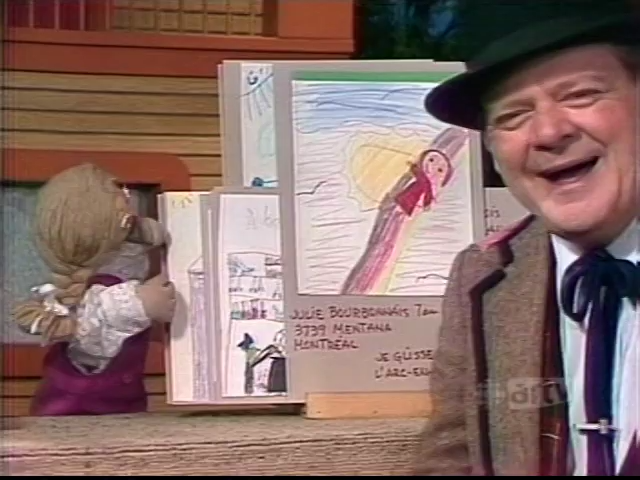 JULIE BOURBONNAIS 7
3739 MENTANA
MONTRÉAL
JE GLISSE
L'ARC-EN
artv